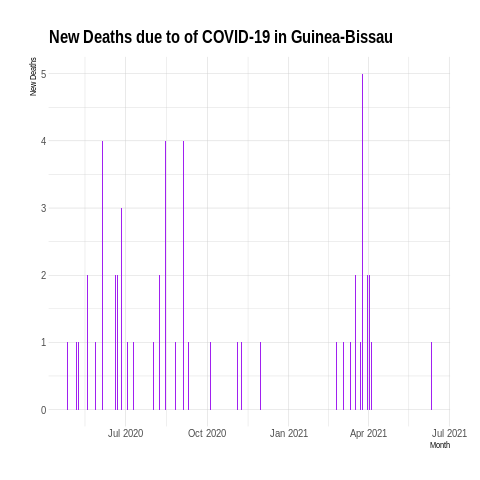 New Deaths due to of COVID-19 in Guinea-Bissau
New Deaths
5
4
3
2
1
0
Jul 2020 Oct 2020 Jan 2021 Apr 2021 Jul 2021
Month